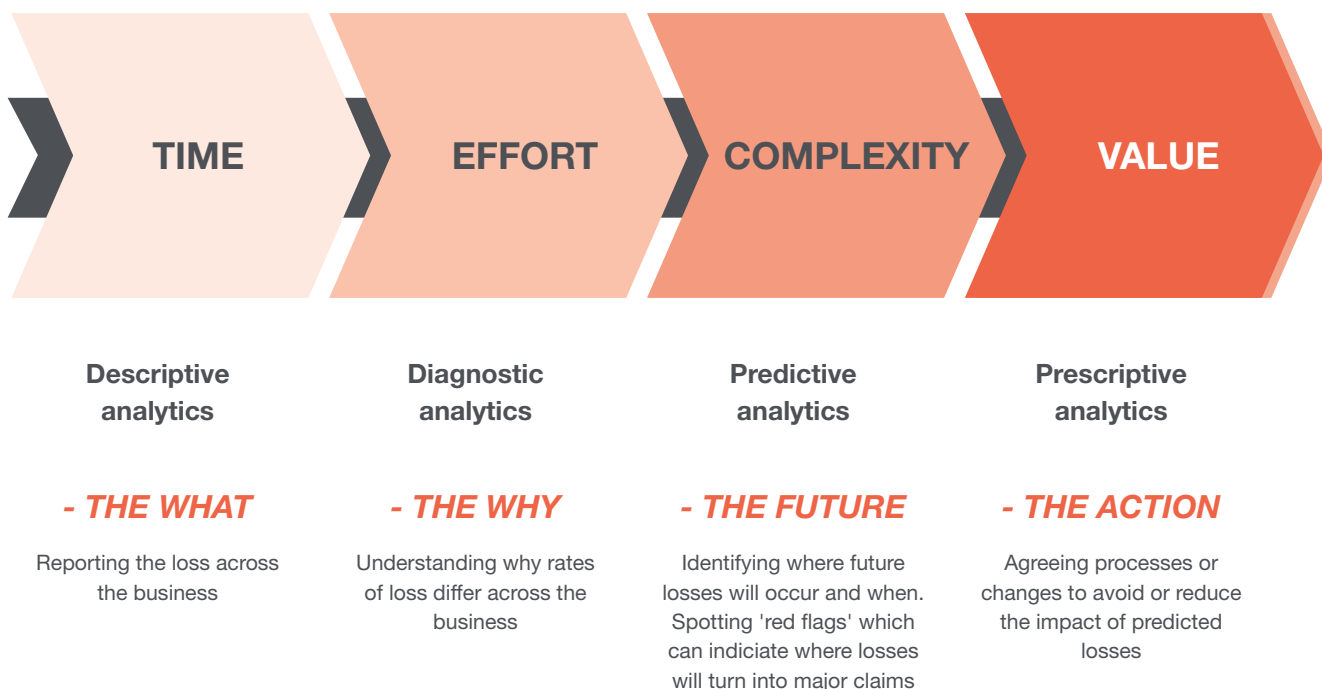 TIME
EFFORT
COMPLEXITY
VALUE
Descriptive
analytics
- THE WHAT
Reporting the loss across
the business
Diagnostic
analytics
- THE WHY
Understanding why rates
of loss differ across the
business
Predictive
analytics
- THE FUTURE
Identifying where future
losses will occur and when.
Spotting 'red flags' which
can indiciate where losses
will turn into major claims
Prescriptive
analytics
- THE ACTION
Agreeing processes or
changes to avoid or reduce
the impact of predicted
losses